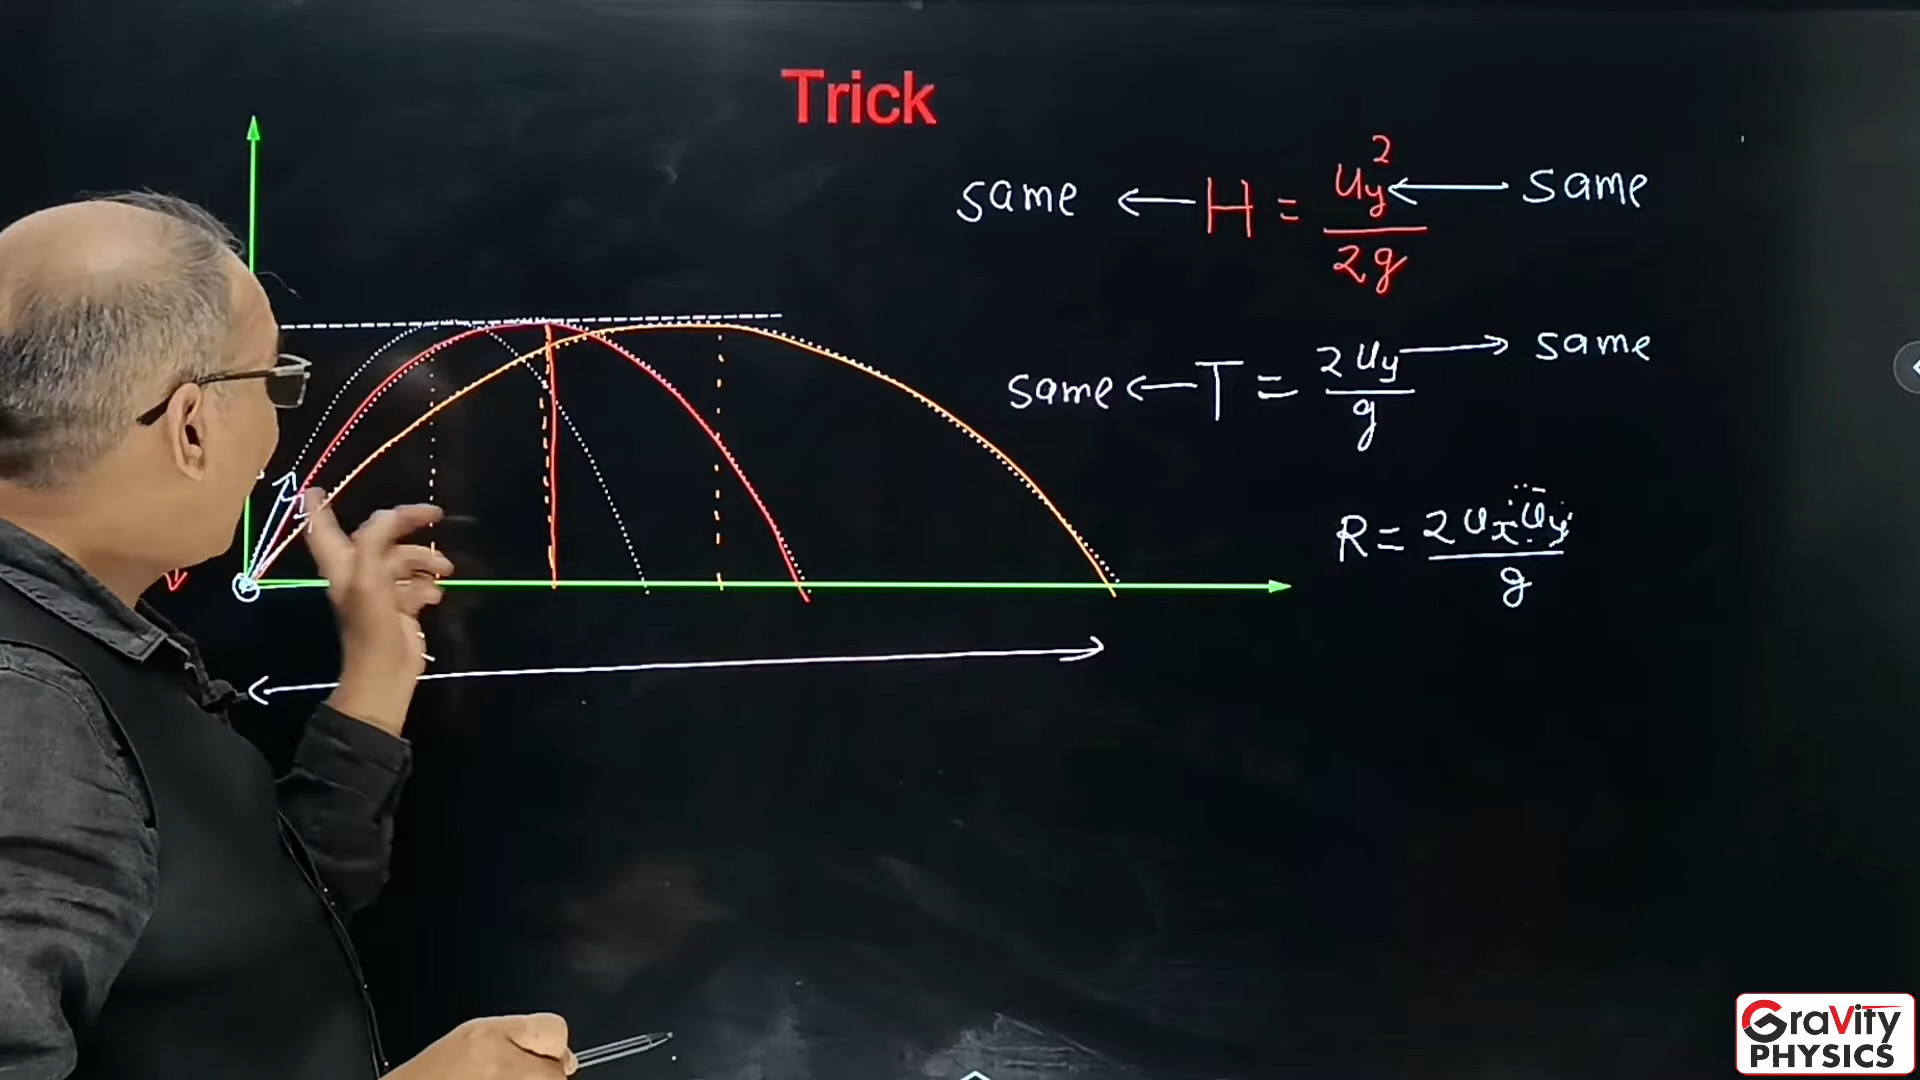 Trick
same ← H = uy²/2g ← same
same ← T = 2uy/g → same
R = 2uxuy/g
GraVity
PHYSICS